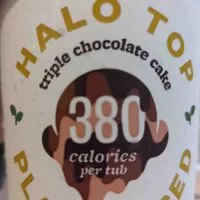 HALO TOP
triple chocolate cake
380
calories
per tub